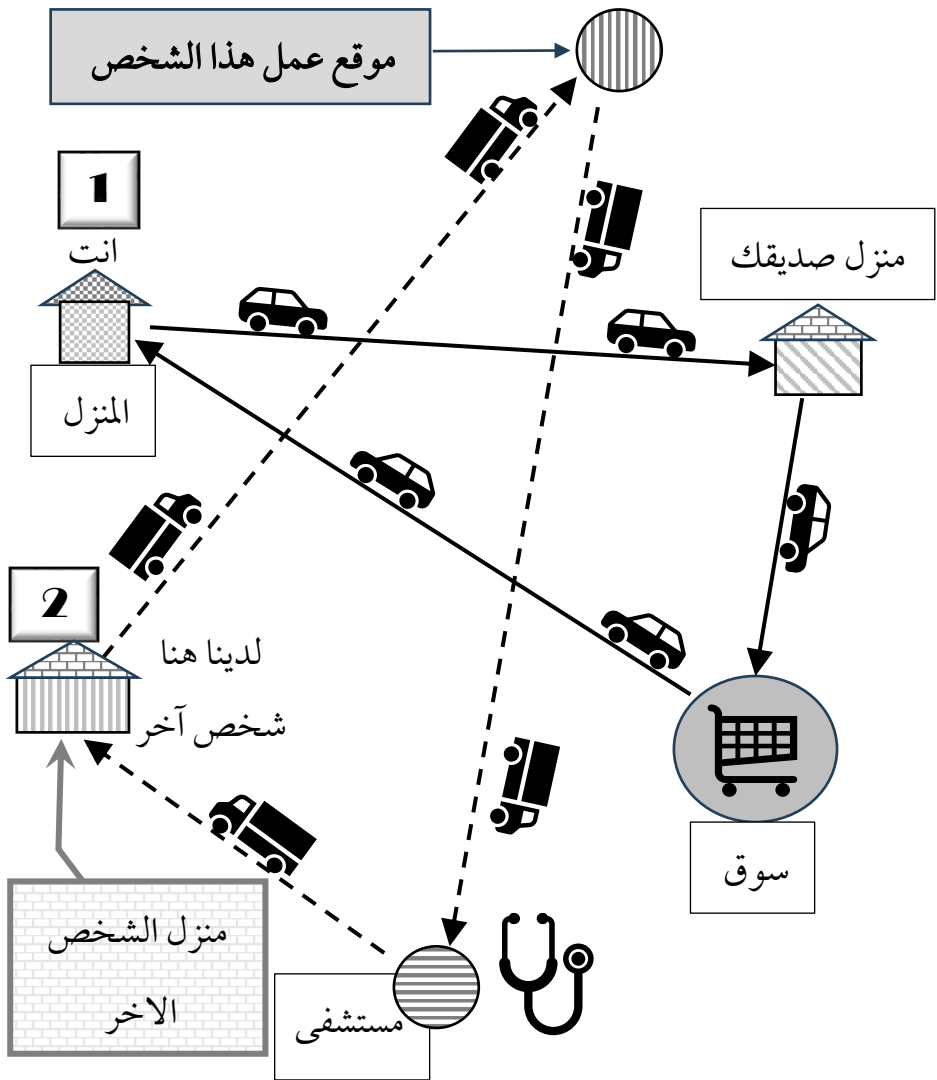 موقع عمل هذا الشخص
1
انت
منزل صديقك
المنزل
2
لدينا هنا
شخص آخر
سوق
منزل الشخص
الاخر
مستشفى